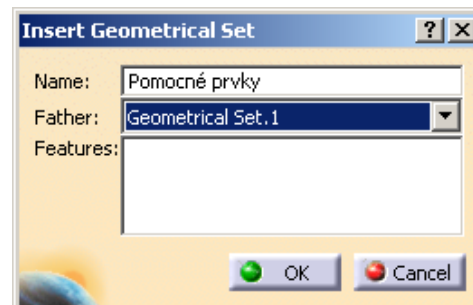 Insert Geometrical Set
Name: Pomocné prvky
Father: Geometrical Set.1
Features:
OK Cancel